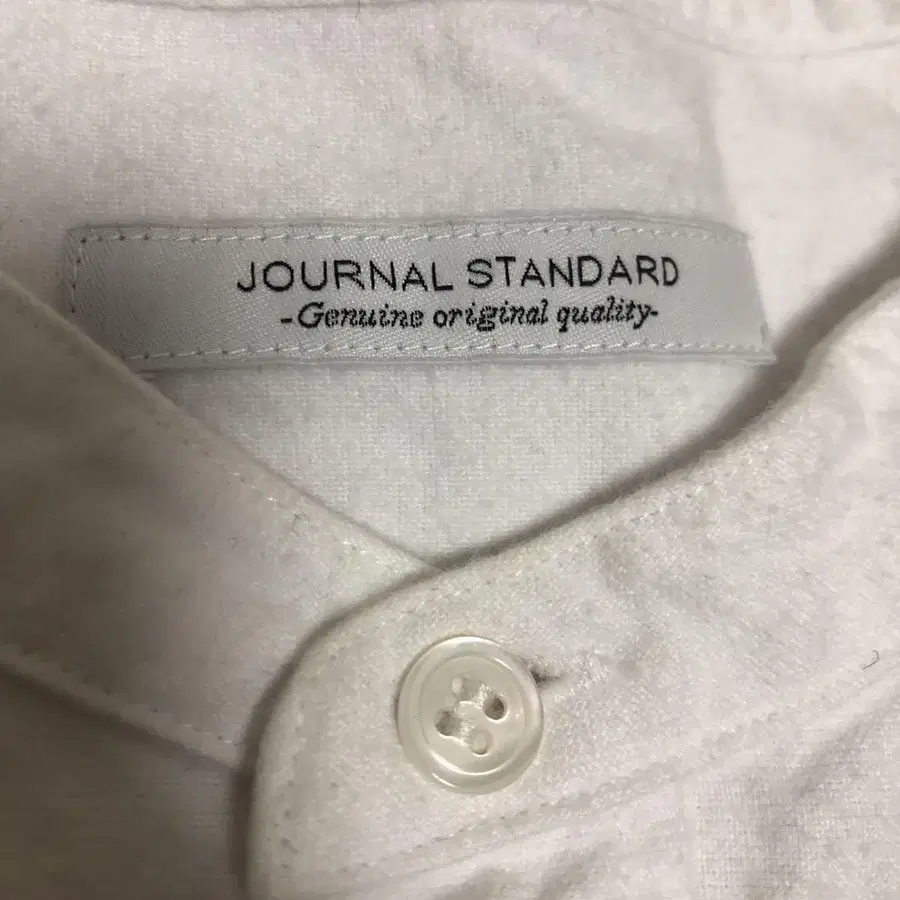 JOURNAL STANDARD
-Genuine original quality-